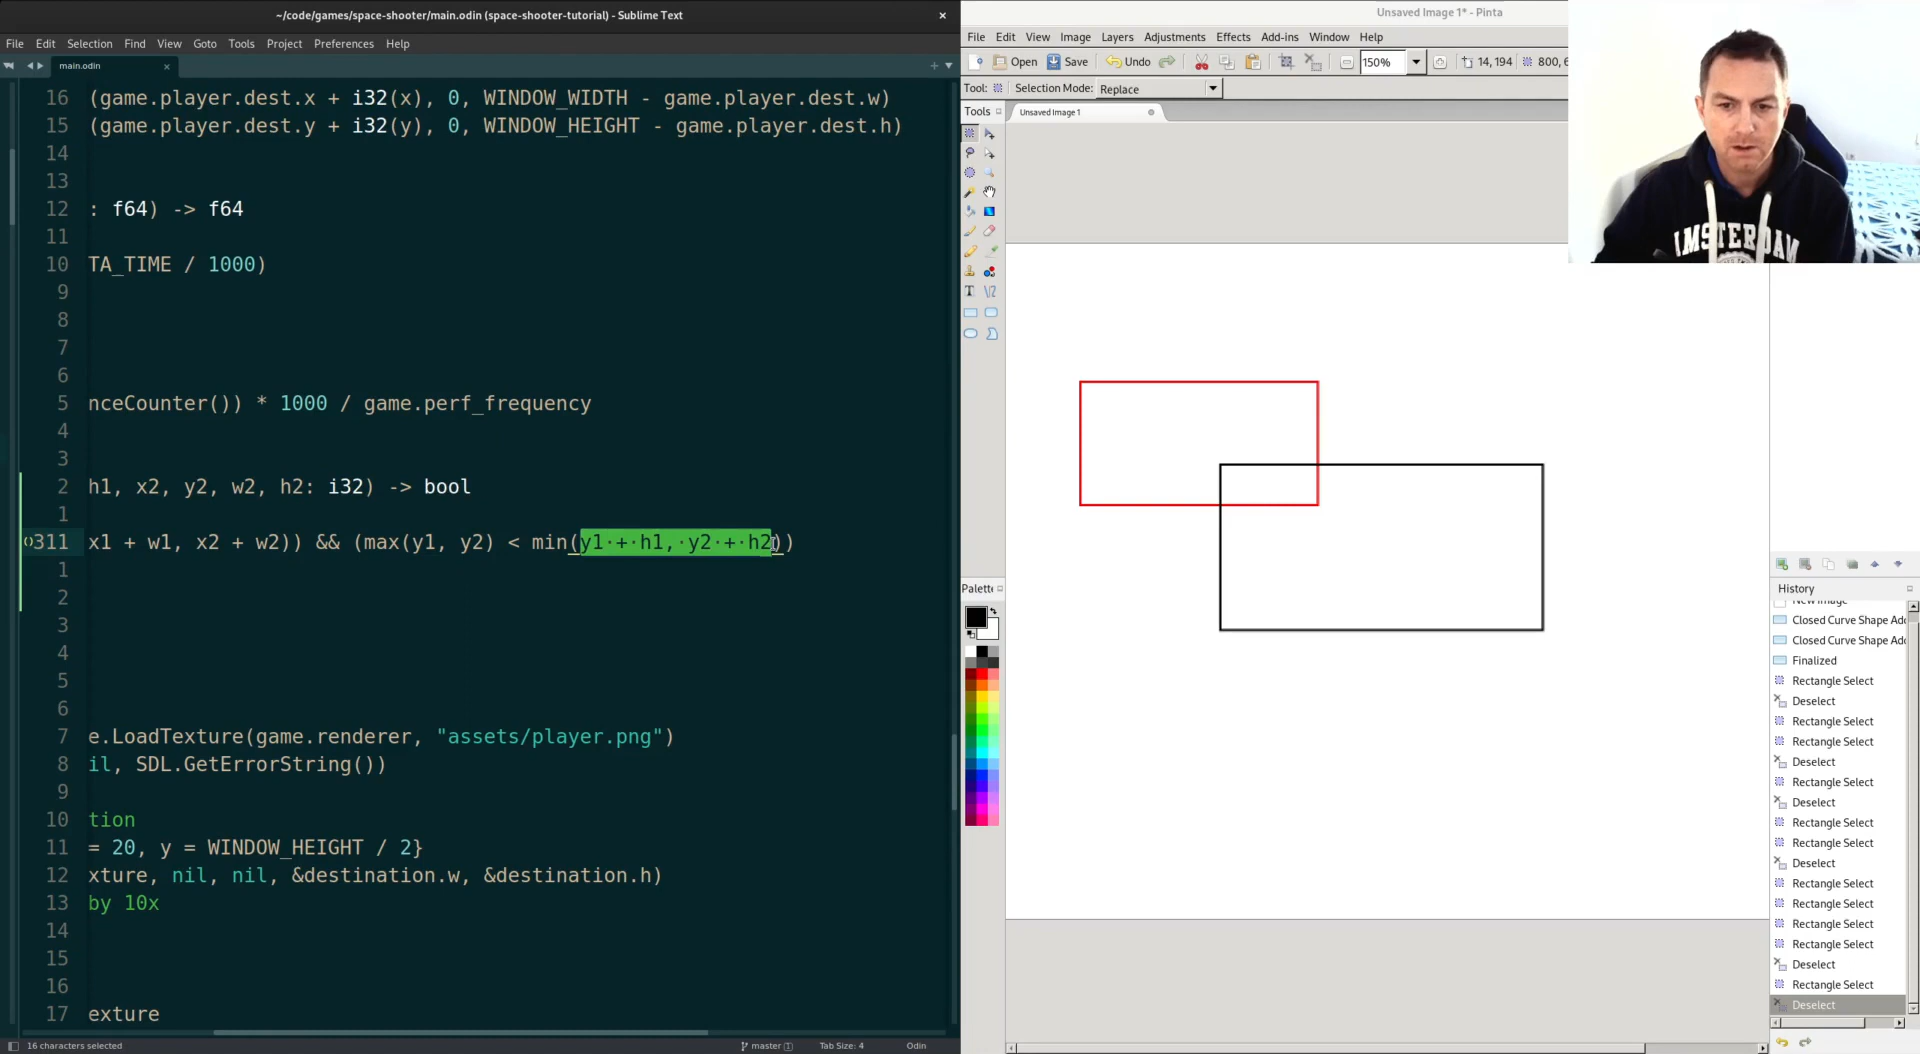 ~/code/games/space-shooter/main.odin (space-shooter-tutorial) - Sublime Text
File Edit Selection Find View Goto Tools Project Preferences Help
main.odin
16 (game.player.dest.x + i32(x), 0, WINDOW_WIDTH - game.player.dest.w)
15 (game.player.dest.y + i32(y), 0, WINDOW_HEIGHT - game.player.dest.h)
14
13
12 : f64) -> f64
11
10 TA_TIME / 1000)
9
8
7
6
5 nceCounter()) * 1000 / game.perf_frequency
4
3
2 h1, x2, y2, w2, h2: i32) -> bool
1
311 x1 + w1, x2 + w2)) && (max(y1, y2) < min(y1 + h1, y2 + h2))
1
2
3
4
5
6
7 e.LoadTexture(game.renderer, "assets/player.png")
8 il, SDL.GetErrorString())
9
10 tion
11 = 20, y = WINDOW_HEIGHT / 2}
12 xture, nil, nil, &destination.w, &destination.h)
13 by 10x
14
15
16
17 exture
16 characters selected
master 1
Tab Size: 4
Odin
Unsaved Image 1* - Pinta
File Edit View Image Layers Adjustments Effects Add-ins Window Help
Open Save Undo 150% 14, 194 800, 6
Tool: Selection Mode: Replace
Tools
Unsaved Image 1
AMSTERDAM
Palette
History
New Image
Closed Curve Shape Add
Closed Curve Shape Add
Finalized
Rectangle Select
Deselect
Rectangle Select
Rectangle Select
Deselect
Rectangle Select
Deselect
Rectangle Select
Rectangle Select
Deselect
Rectangle Select
Rectangle Select
Rectangle Select
Rectangle Select
Deselect
Rectangle Select
Deselect